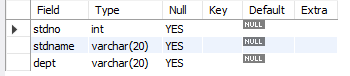 Field Type Null Key Default Extra
stdno int YES NULL
stdname varchar(20) YES NULL
dept varchar(20) YES NULL